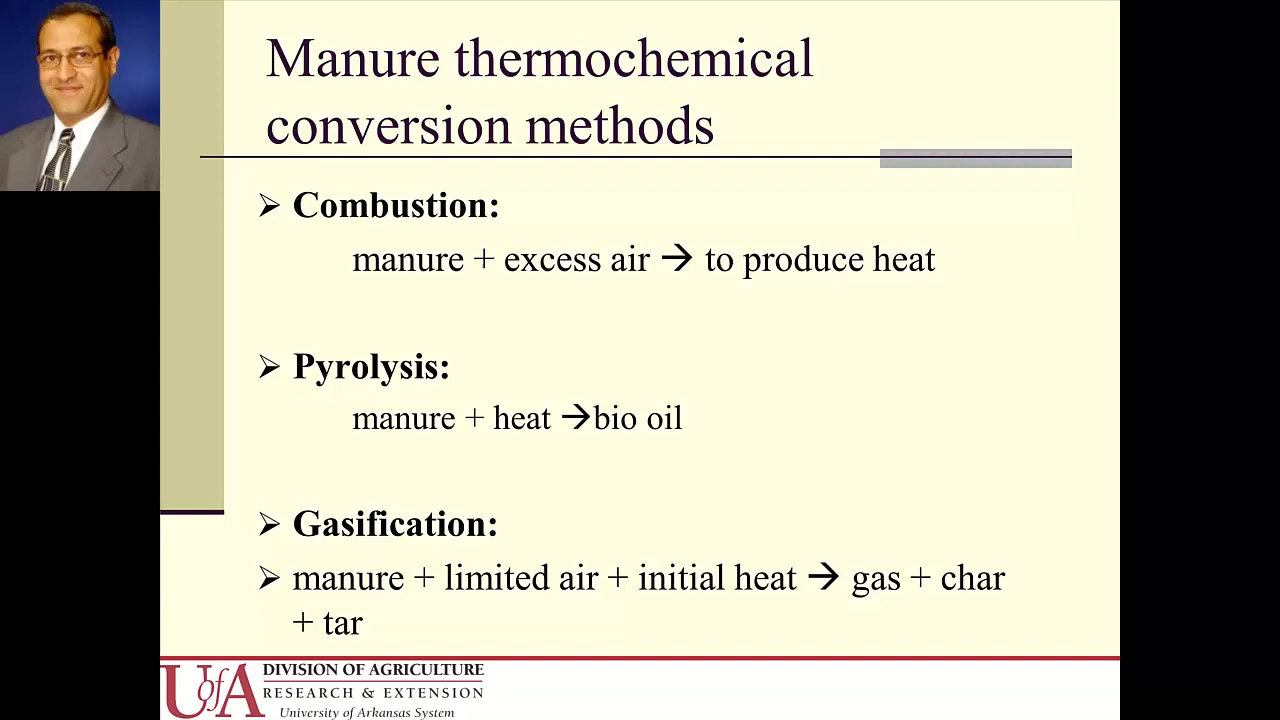 Manure thermochemical
conversion methods
➢ Combustion:
manure + excess air → to produce heat
➢ Pyrolysis:
manure + heat →bio oil
➢ Gasification:
➢ manure + limited air + initial heat → gas + char
+ tar
UofA
DIVISION OF AGRICULTURE
RESEARCH & EXTENSION
University of Arkansas System